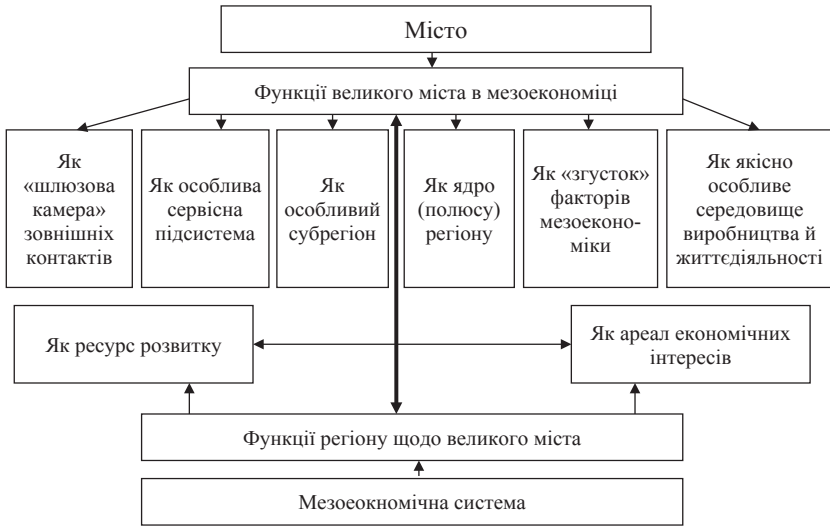 Місто
Функції великого міста в мезоекономіці
Як
«шлюзова
камера»
зовнішніх
контактів
Як особлива
сервісна
підсистема
Як
особливий
субрегіон
Як ядро
(полюсу)
регіону
Як «згусток»
факторів
мезоеконо-
міки
Як якісно
особливе
середовище
виробництва й
життєдіяльності
Як ресурс розвитку
Як ареал економічних
інтересів
Функції регіону щодо великого міста
Мезоеокномічна система